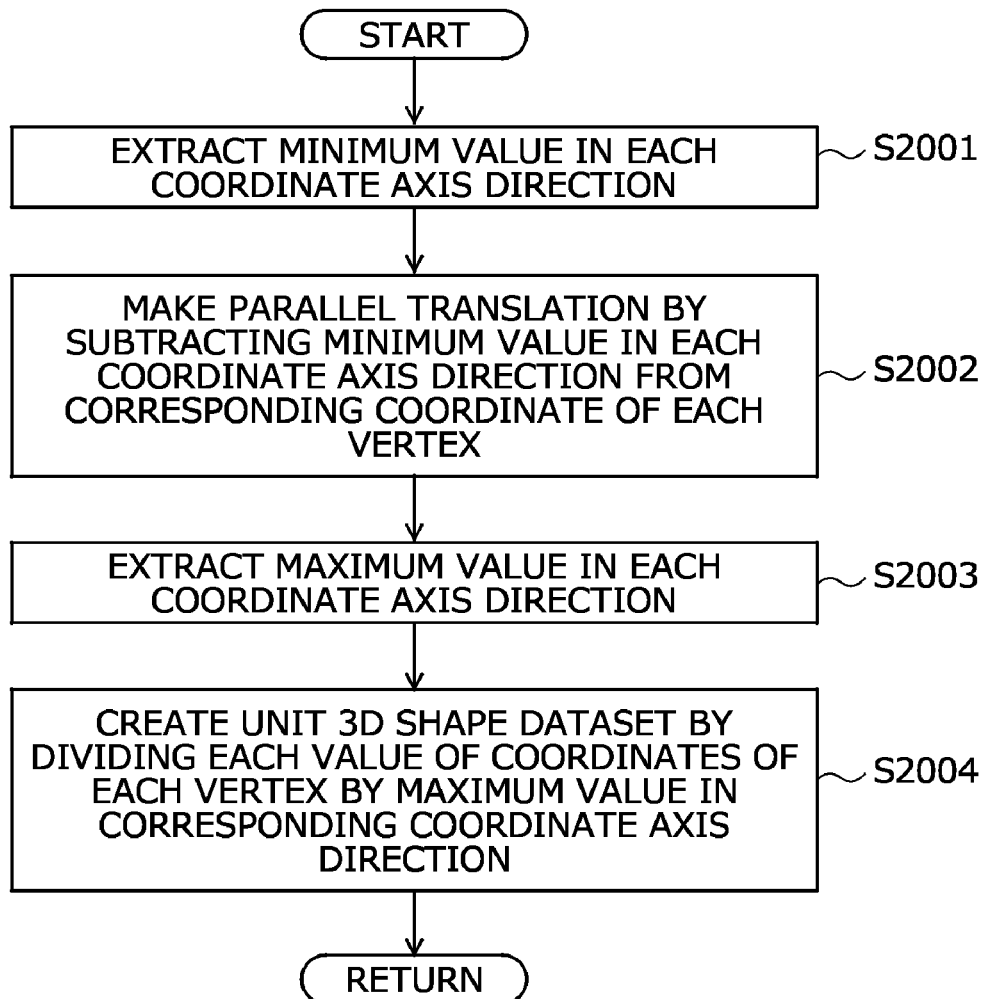 START
EXTRACT MINIMUM VALUE IN EACH
COORDINATE AXIS DIRECTION
S2001
MAKE PARALLEL TRANSLATION BY
SUBTRACTING MINIMUM VALUE IN EACH
COORDINATE AXIS DIRECTION FROM
CORRESPONDING COORDINATE OF EACH
VERTEX
S2002
EXTRACT MAXIMUM VALUE IN EACH
COORDINATE AXIS DIRECTION
S2003
CREATE UNIT 3D SHAPE DATASET BY
DIVIDING EACH VALUE OF COORDINATES OF
EACH VERTEX BY MAXIMUM VALUE IN
CORRESPONDING COORDINATE AXIS
DIRECTION
S2004
RETURN